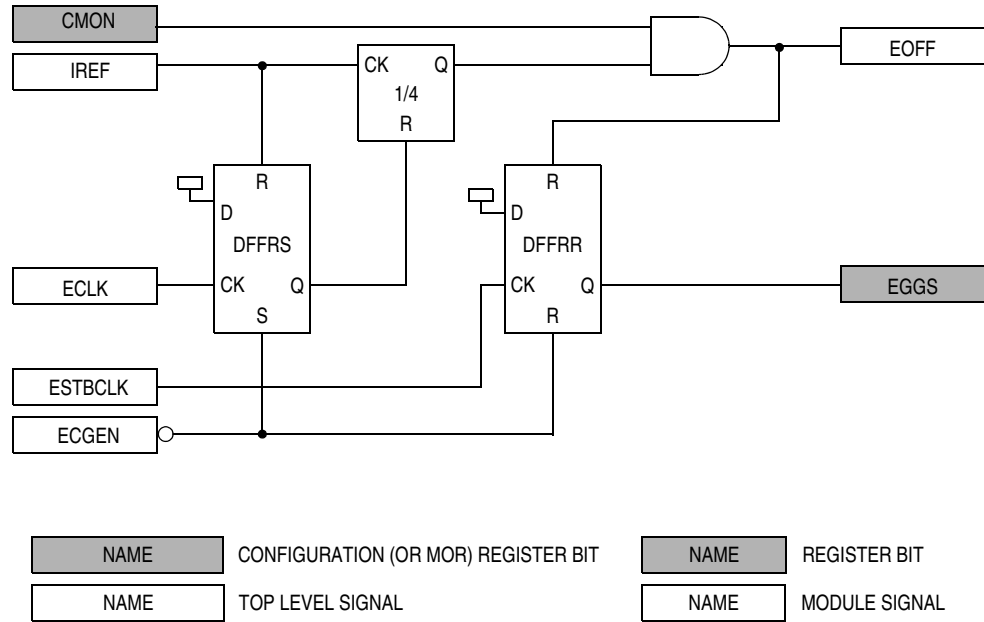 CMON
IREF
EOFF
CK Q
1/4
R
R
D
DFFRS
CK Q
S
R
D
DFFRR
CK Q
R
ECLK
EGGS
ESTBCLK
ECGEN
NAME CONFIGURATION (OR MOR) REGISTER BIT
NAME REGISTER BIT
NAME TOP LEVEL SIGNAL
NAME MODULE SIGNAL